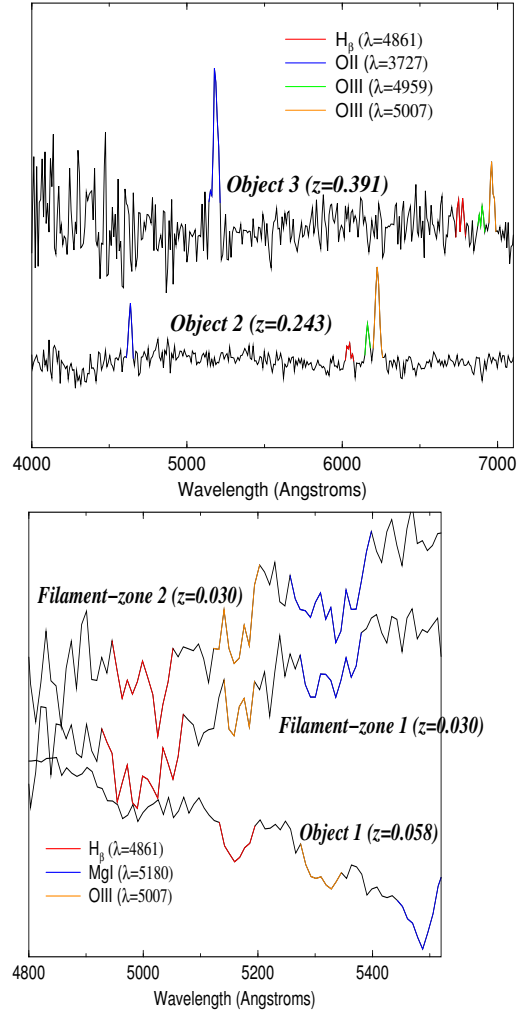 H_β (λ=4861)
OII (λ=3727)
OIII (λ=4959)
OIII (λ=5007)
Object 3 (z=0.391)
Object 2 (z=0.243)
4000 5000 6000 7000
Wavelength (Angstroms)
Filament-zone 2 (z=0.030)
Filament-zone 1 (z=0.030)
Object 1 (z=0.058)
H_β (λ=4861)
MgI (λ=5180)
OIII (λ=5007)
4800 5000 5200 5400
Wavelength (Angstroms)